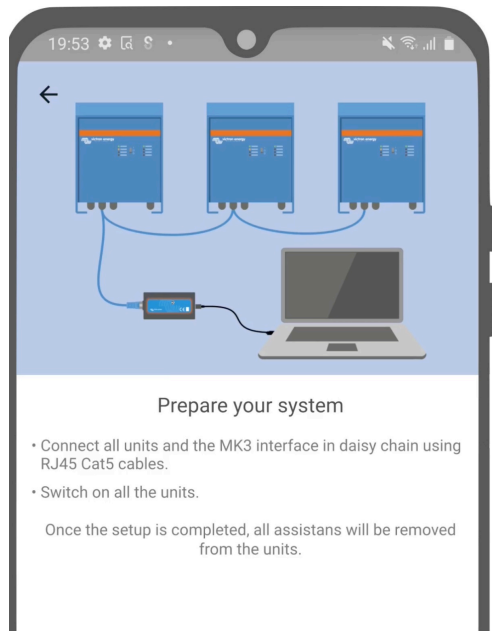 19:53
Prepare your system
• Connect all units and the MK3 interface in daisy chain using
RJ45 Cat5 cables.
• Switch on all the units.
Once the setup is completed, all assistans will be removed
from the units.